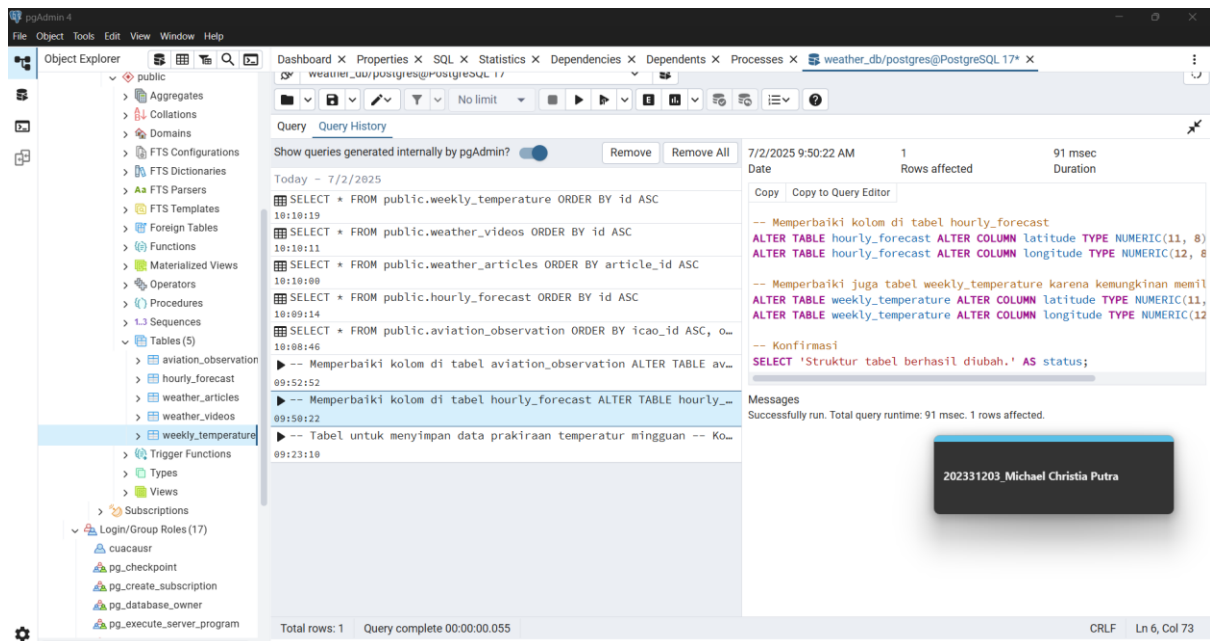 pgAdmin 4
File Object Tools Edit View Window Help
Object Explorer
public
Aggregates
Collations
Domains
FTS Configurations
FTS Dictionaries
Aa FTS Parsers
FTS Templates
Foreign Tables
Functions
Materialized Views
Operators
Procedures
1..3 Sequences
Tables (5)
aviation_observation
hourly_forecast
weather_articles
weather_videos
weekly_temperature
Trigger Functions
Types
Views
Subscriptions
Login/Group Roles (17)
cuacausr
pg_checkpoint
pg_create_subscription
pg_database_owner
pg_execute_server_program
Dashboard X Properties X SQL X Statistics X Dependencies X Dependents X Processes X weather_db/postgres@PostgreSQL 17* X
weather_db/postgres@PostgreSQL 17
No limit
Query Query History
Show queries generated internally by pgAdmin? Remove Remove All
Today - 7/2/2025
SELECT * FROM public.weekly_temperature ORDER BY id ASC
10:10:19
SELECT * FROM public.weather_videos ORDER BY id ASC
10:10:11
SELECT * FROM public.weather_articles ORDER BY article_id ASC
10:10:00
SELECT * FROM public.hourly_forecast ORDER BY id ASC
10:09:14
SELECT * FROM public.aviation_observation ORDER BY icao_id ASC, o…
10:08:46
-- Memperbaiki kolom di tabel aviation_observation ALTER TABLE av…
09:52:52
-- Memperbaiki kolom di tabel hourly_forecast ALTER TABLE hourly_…
09:50:22
-- Tabel untuk menyimpan data prakiraan temperatur mingguan -- Ko…
09:23:10
7/2/2025 9:50:22 AM 1 91 msec
Date Rows affected Duration
Copy Copy to Query Editor
-- Memperbaiki kolom di tabel hourly_forecast
ALTER TABLE hourly_forecast ALTER COLUMN latitude TYPE NUMERIC(11, 8)
ALTER TABLE hourly_forecast ALTER COLUMN longitude TYPE NUMERIC(12, 8
-- Memperbaiki juga tabel weekly_temperature karena kemungkinan memil
ALTER TABLE weekly_temperature ALTER COLUMN latitude TYPE NUMERIC(11,
ALTER TABLE weekly_temperature ALTER COLUMN longitude TYPE NUMERIC(12
-- Konfirmasi
SELECT 'Struktur tabel berhasil diubah.' AS status;
Messages
Successfully run. Total query runtime: 91 msec. 1 rows affected.
202331203_Michael Christia Putra
Total rows: 1 Query complete 00:00:00.055 CRLF Ln 6, Col 73